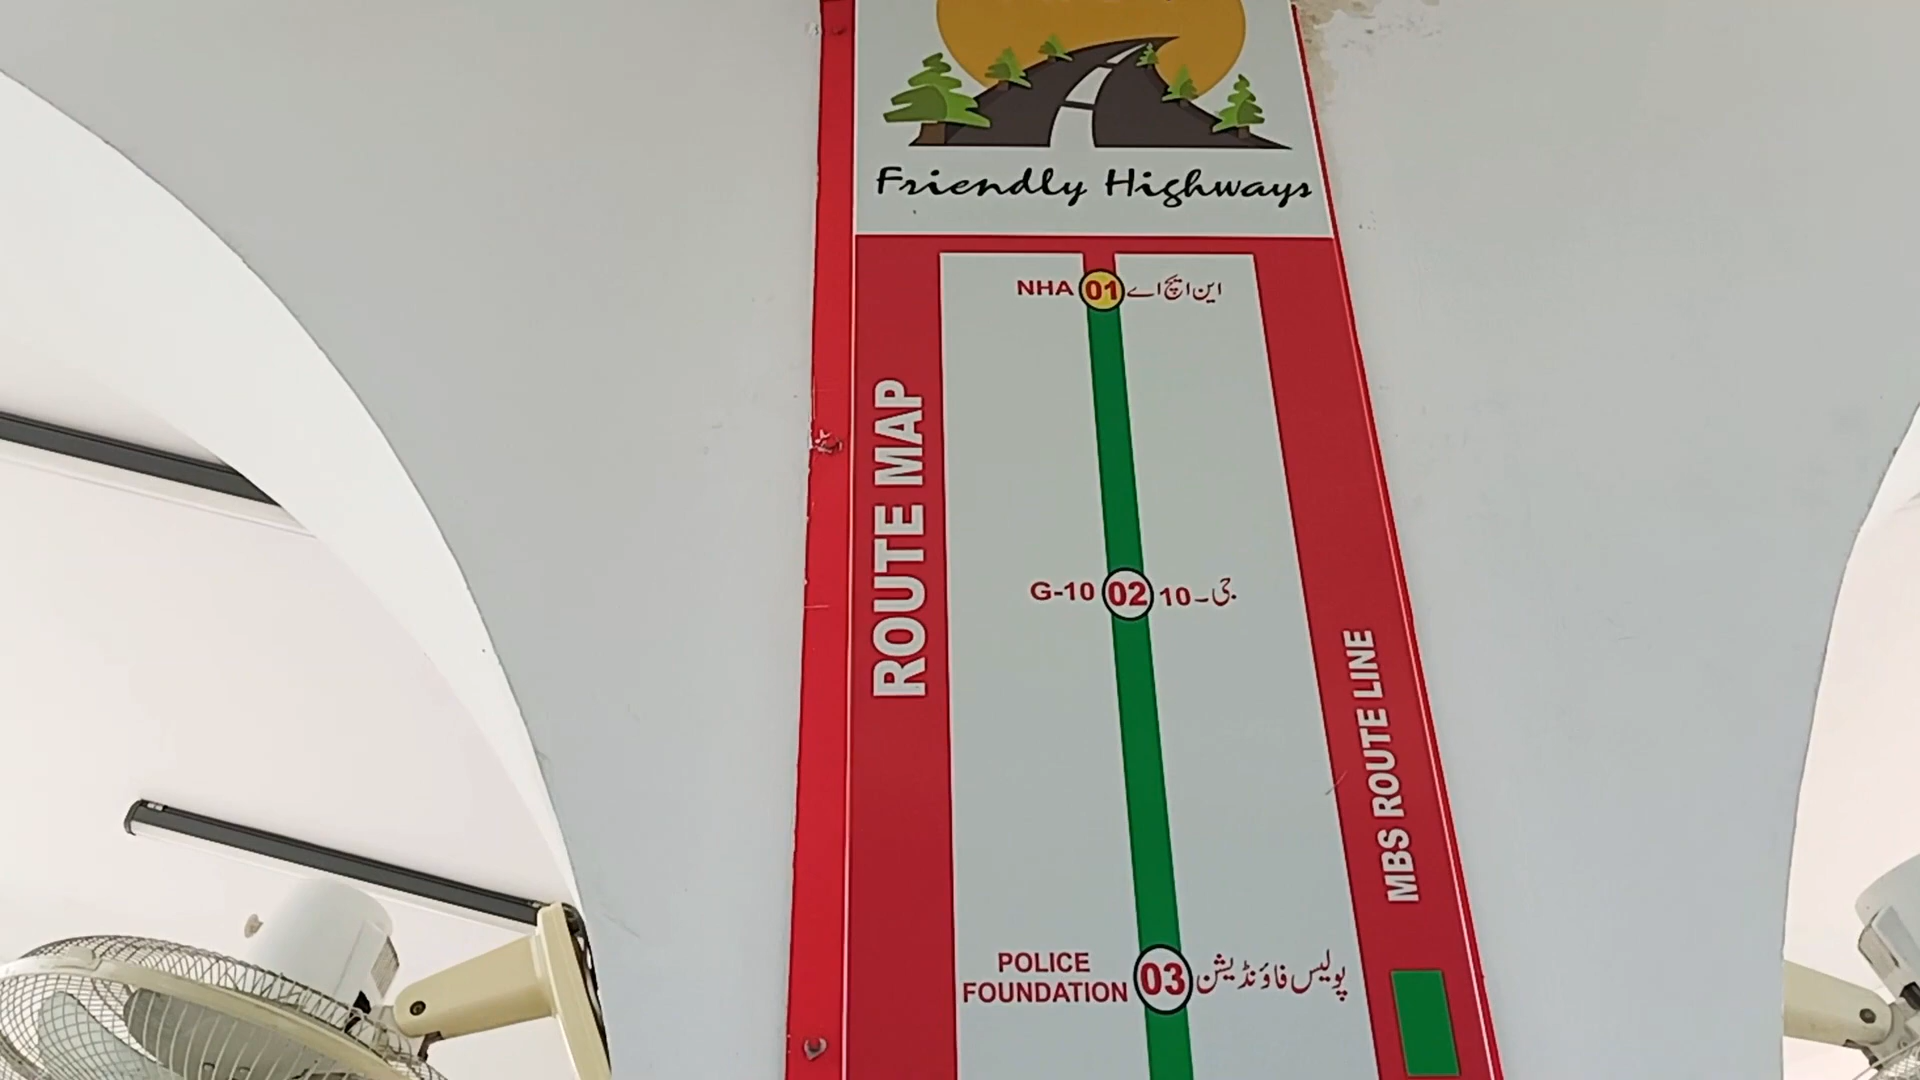 Friendly Highways
ROUTE MAP
NHA 01 این ایچ اے
G-10 02 جی-10
POLICE FOUNDATION 03 پولیس فاؤنڈیشن
MBS ROUTE LINE